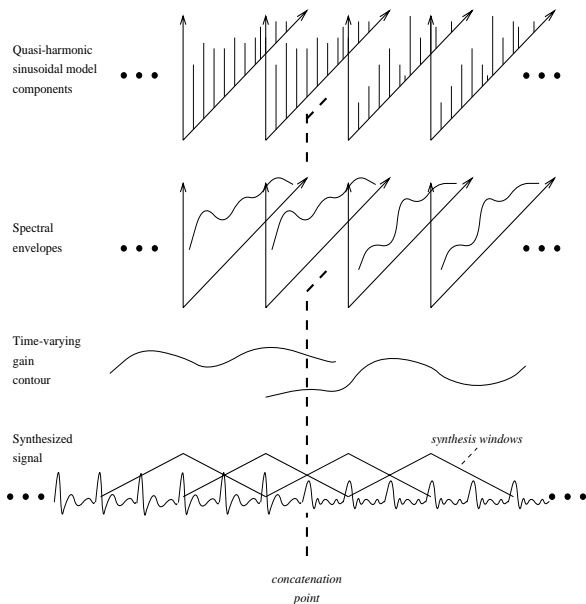 Quasi-harmonic
sinusoidal model
components
Spectral
envelopes
Time-varying
gain
contour
Synthesized
signal
synthesis windows
concatenation
point